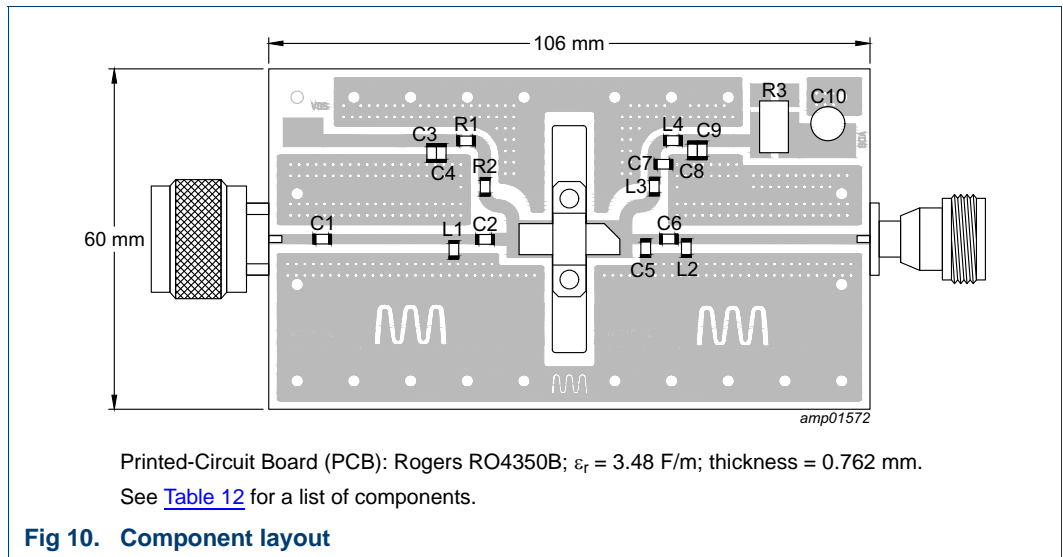 106 mm
60 mm
VGS
VDS
R3
C10
R1
L4
C9
C3
C4
C7
C8
R2
L3
C1
L1
C2
C6
C5
L2
amp01572
Printed-Circuit Board (PCB): Rogers RO4350B; εr = 3.48 F/m; thickness = 0.762 mm.
See Table 12 for a list of components.
Fig 10. Component layout